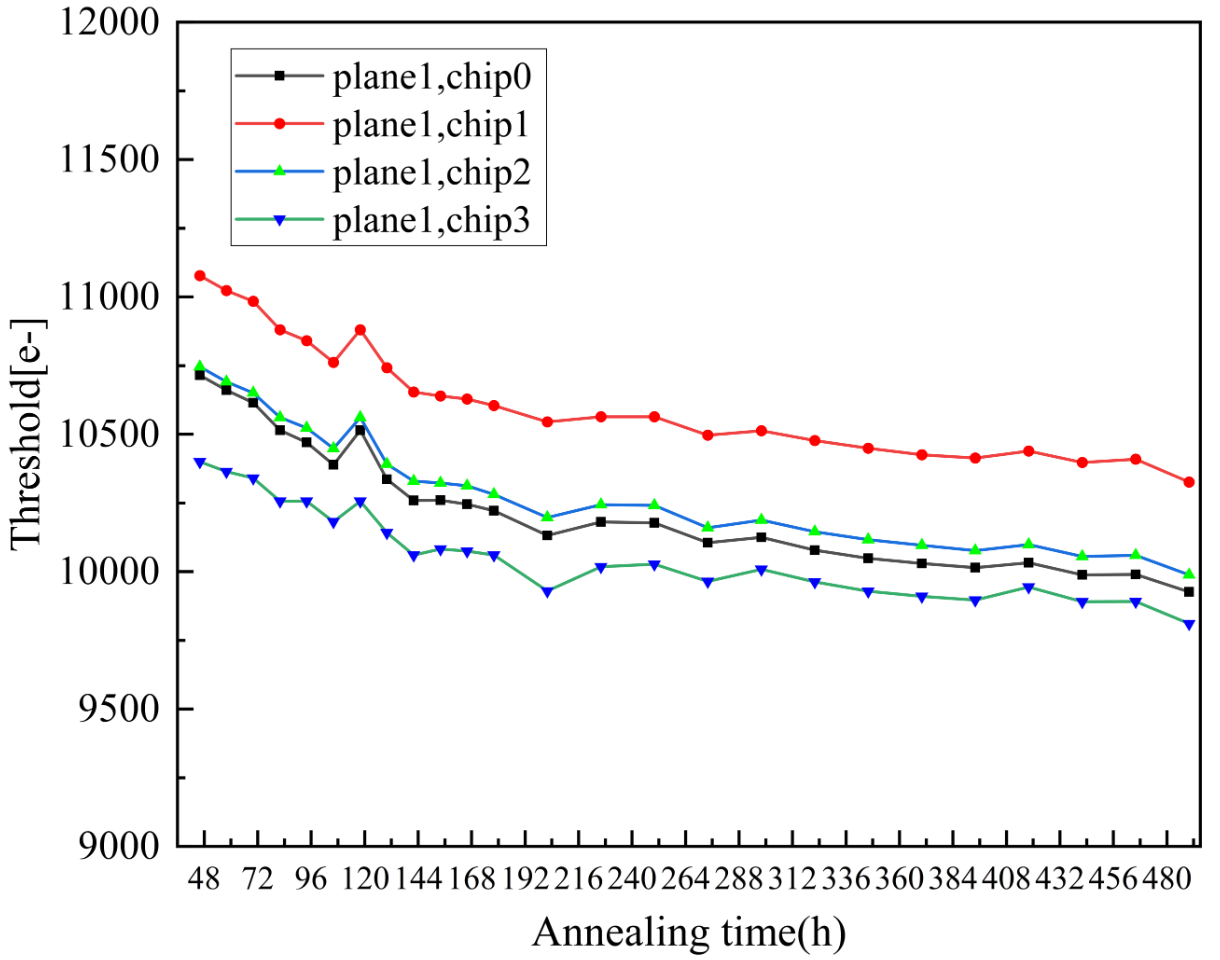 12000
11500
11000
10500
10000
9500
9000
Threshold[e-]
plane1,chip0
plane1,chip1
plane1,chip2
plane1,chip3
48 72 96 120 144 168 192 216 240 264 288 312 336 360 384 408 432 456 480
Annealing time(h)